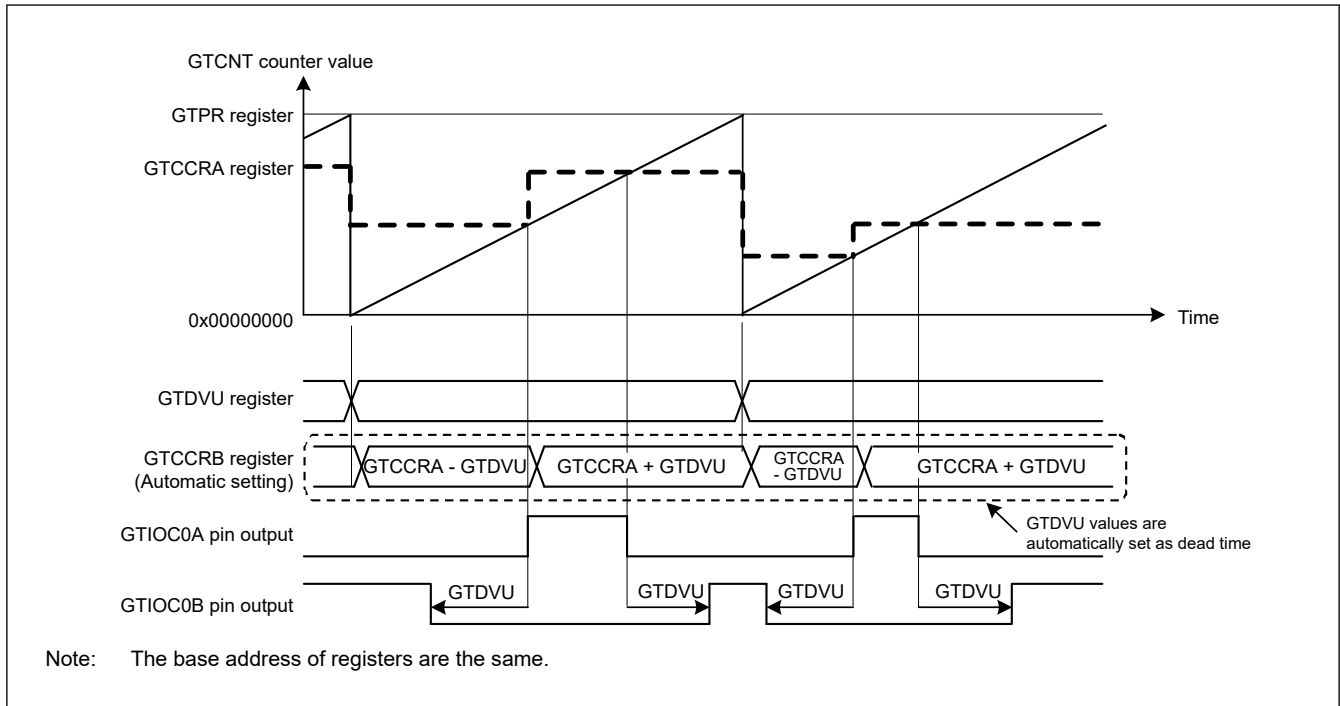 GTCNT counter value
GTPR register
GTCCRA register
0x00000000
Time
GTDVU register
GTCCRB register
(Automatic setting)
GTCCRA - GTDVU
GTCCRA + GTDVU
GTCCRA
- GTDVU
GTCCRA + GTDVU
GTDVU values are
automatically set as dead time
GTIOC0A pin output
GTIOC0B pin output
GTDVU
GTDVU
GTDVU
GTDVU
Note: The base address of registers are the same.